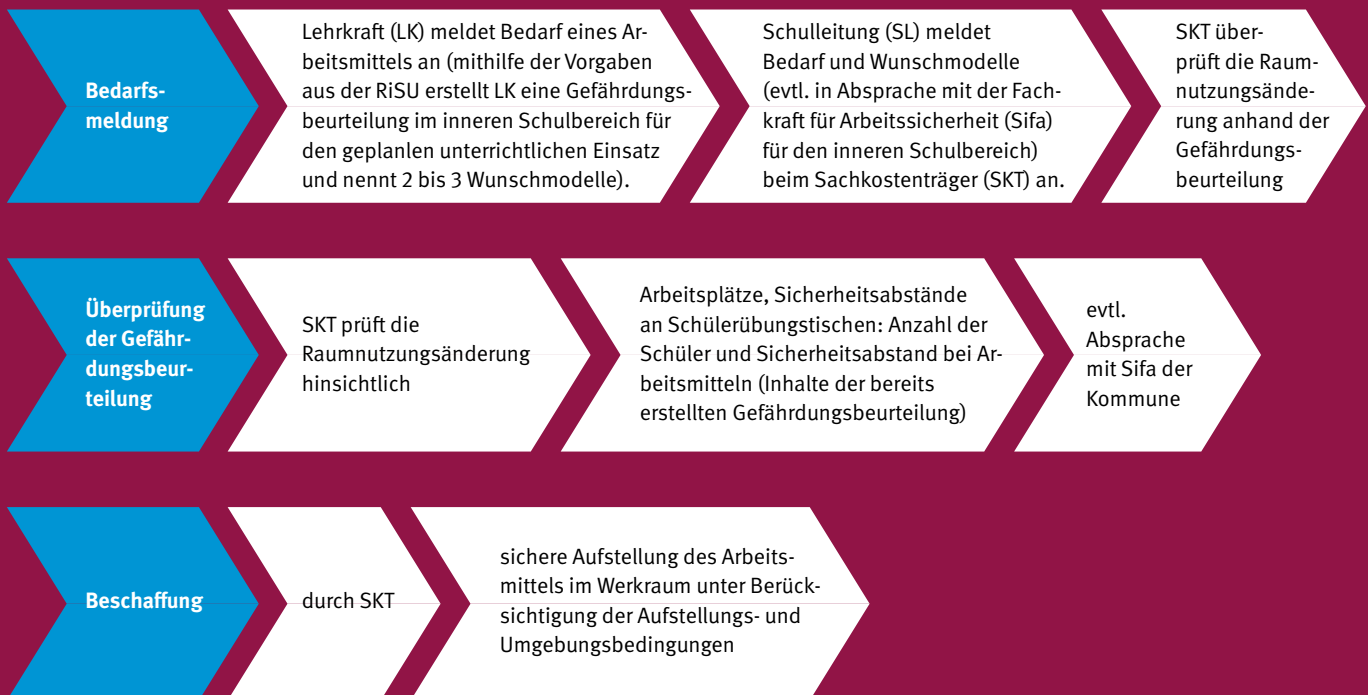 Bedarfs-
meldung
Lehrkraft (LK) meldet Bedarf eines Ar-
beitsmittels an (mithilfe der Vorgaben
aus der RiSU erstellt LK eine Gefährdungs-
beurteilung im inneren Schulbereich für
den geplanlen unterrichtlichen Einsatz
und nennt 2 bis 3 Wunschmodelle).
Schulleitung (SL) meldet
Bedarf und Wunschmodelle
(evtl. in Absprache mit der Fach-
kraft für Arbeitssicherheit (Sifa)
für den inneren Schulbereich)
beim Sachkostenträger (SKT) an.
SKT über-
prüft die Raum-
nutzungsände-
rung anhand der
Gefährdungs-
beurteilung
Überprüfung
der Gefähr-
dungsbeur-
teilung
SKT prüft die
Raumnutzungsänderung
hinsichtlich
Arbeitsplätze, Sicherheitsabstände
an Schülerübungstischen: Anzahl der
Schüler und Sicherheitsabstand bei Ar-
beitsmitteln (Inhalte der bereits
erstellten Gefährdungsbeurteilung)
evtl.
Absprache
mit Sifa der
Kommune
Beschaffung
durch SKT
sichere Aufstellung des Arbeits-
mittels im Werkraum unter Berück-
sichtigung der Aufstellungs- und
Umgebungsbedingungen